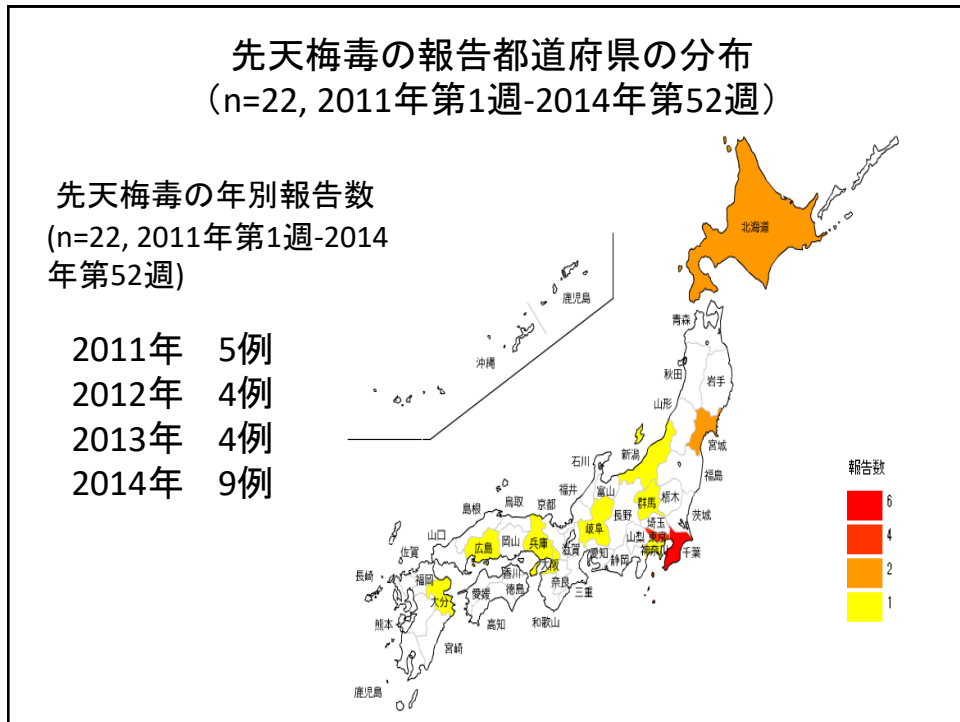 先天梅毒の報告都道府県の分布
（n=22, 2011年第1週-2014年第52週）
先天梅毒の年別報告数
(n=22, 2011年第1週-2014
年第52週)
2011年 5例
2012年 4例
2013年 4例
2014年 9例
北海道
鹿児島
沖縄
青森
秋田
岩手
山形
宮城
新潟
福島
石川
福井
富山
群馬
栃木
茨城
長野
埼玉
岐阜
山梨
東京
神奈川
千葉
静岡
愛知
滋賀
京都
鳥取
島根
兵庫
岡山
広島
山口
大阪
奈良
三重
和歌山
香川
徳島
愛媛
高知
佐賀
福岡
長崎
大分
熊本
宮崎
鹿児島
報告数
6
4
2
1